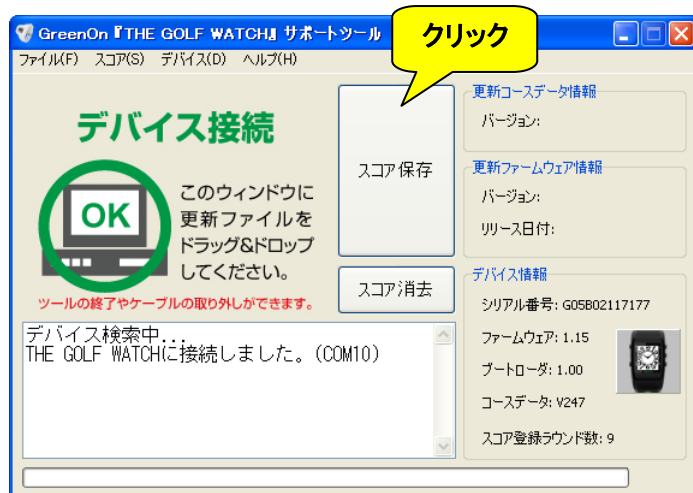 GreenOn『THE GOLF WATCH』サポートツール
クリック
ファイル(F) スコア(S) デバイス(D) ヘルプ(H)
デバイス接続
OK
このウィンドウに
更新ファイルを
ドラッグ&ドロップ
してください。
ツールの終了やケーブルの取り外しができます。
スコア保存
スコア消去
更新コースデータ情報
バージョン:
更新ファームウェア情報
バージョン:
リリース日付:
デバイス情報
シリアル番号: G05B02117177
ファームウェア: 1.15
ブートローダ: 1.00
コースデータ: V247
スコア登録ラウンド数: 9
デバイス検索中...
THE GOLF WATCHに接続しました。(COM10)